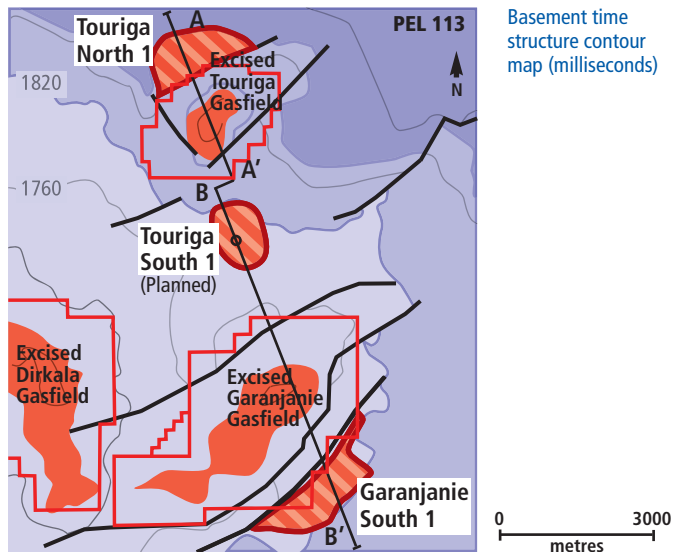 Touriga
North 1
A
PEL 113
Basement time
structure contour
map (milliseconds)
N
1820
Excised
Touriga
Gasfield
1760
A'
B
Touriga
South 1
(Planned)
Excised
Dirkala
Gasfield
Excised
Garanjanie
Gasfield
Garanjanie
South 1
B'
0 3000
metres